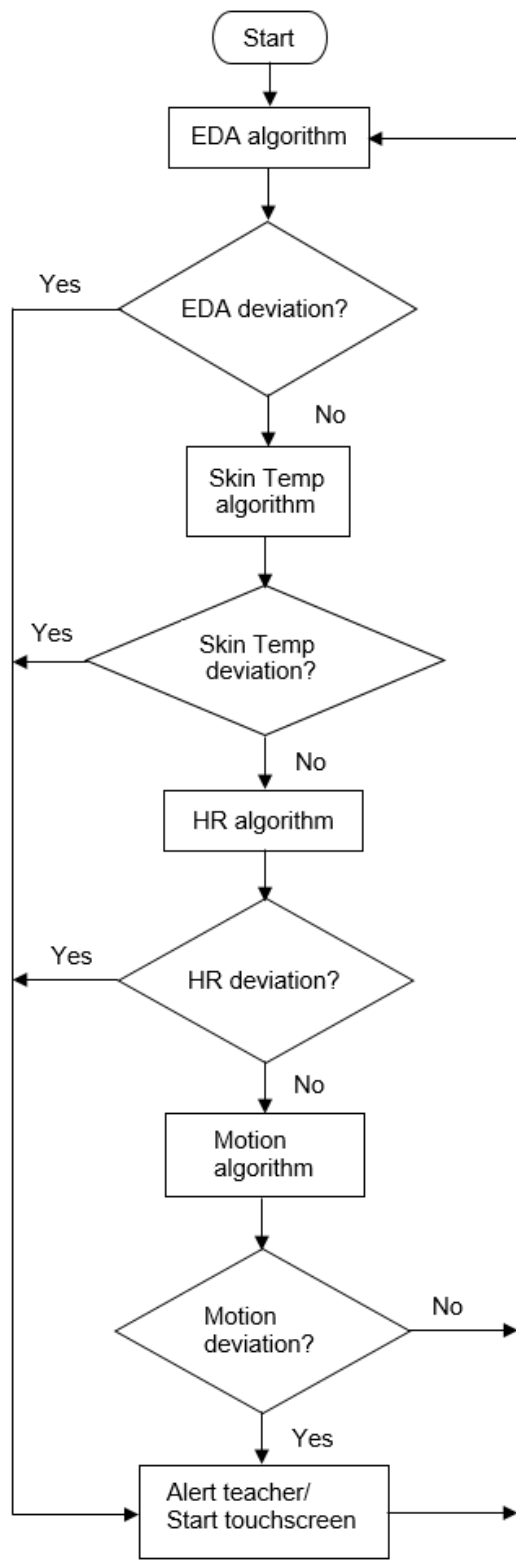 Start
EDA algorithm
Yes
EDA deviation?
No
Skin Temp
algorithm
Yes
Skin Temp
deviation?
No
HR algorithm
Yes
HR deviation?
No
Motion
algorithm
Motion
deviation?
No
Yes
Alert teacher/
Start touchscreen